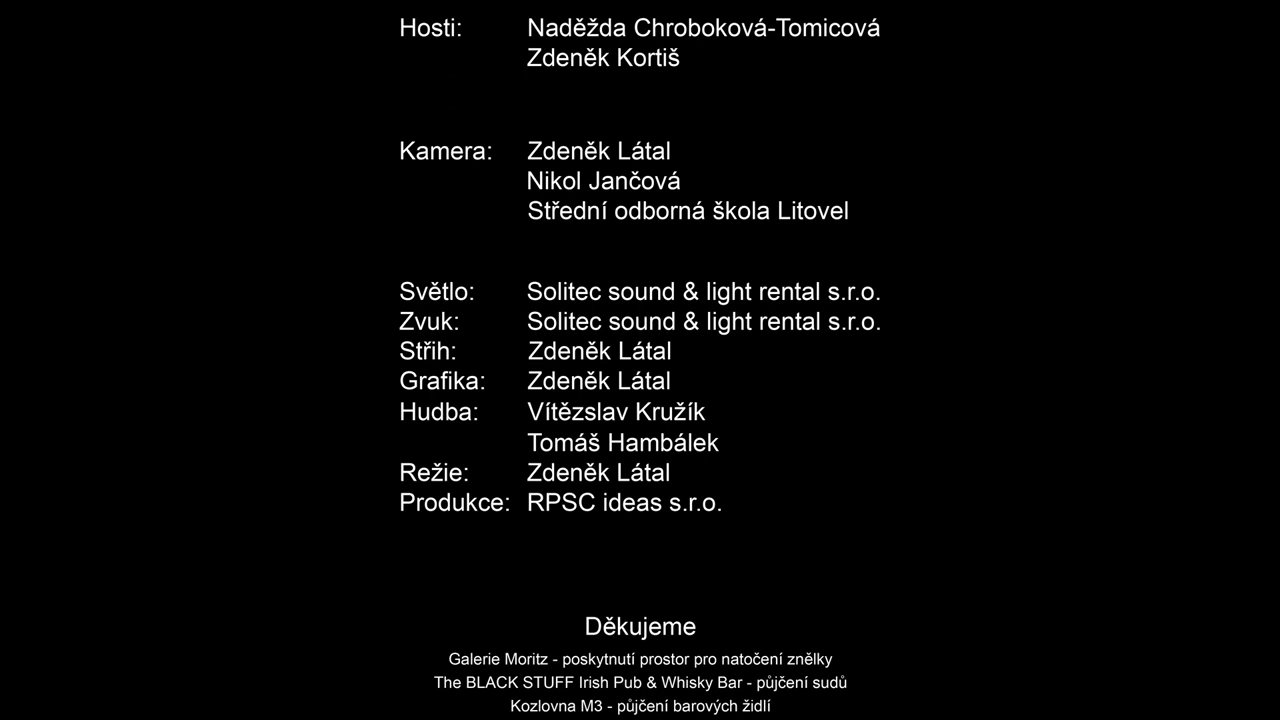 Hosti: Naděžda Chroboková-Tomicová
Zdeněk Kortiš
Kamera: Zdeněk Látal
Nikol Jančová
Střední odborná škola Litovel
Světlo: Solitec sound & light rental s.r.o.
Zvuk: Solitec sound & light rental s.r.o.
Střih: Zdeněk Látal
Grafika: Zdeněk Látal
Hudba: Vítězslav Kružík
Tomáš Hambálek
Režie: Zdeněk Látal
Produkce: RPSC ideas s.r.o.
Děkujeme
Galerie Moritz - poskytnutí prostor pro natočení znělky
The BLACK STUFF Irish Pub & Whisky Bar - půjčení sudů
Kozlovna M3 - půjčení barových židlí